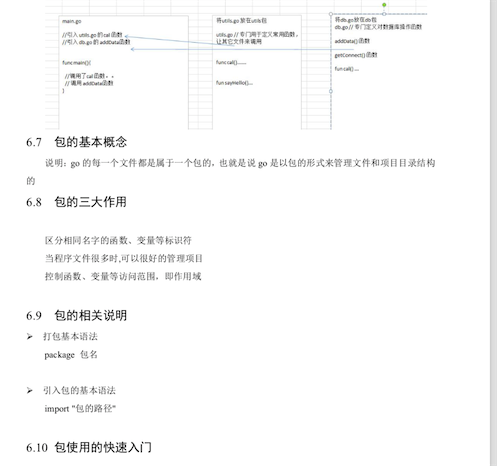 main.go
//引入 utils.go 的 cal 函数
//引入 db.go 的 addData函数
func main(){
//调用了cal 函数。。
// 调用 addData函数
}
将utils.go 放在utils包
utils.go // 专门用于定义常用函数，
让其它文件来调用
func cal()......
fun sayHello()...
将db.go放在db包
db.go // 专门定义对数据库操作的函数
addData() 函数
getConnect() 函数
fun cal() ...
6.7 包的基本概念
说明：go 的每一个文件都是属于一个包的，也就是说 go 是以包的形式来管理文件和项目目录结构
的
6.8 包的三大作用
区分相同名字的函数、变量等标识符
当程序文件很多时,可以很好的管理项目
控制函数、变量等访问范围，即作用域
6.9 包的相关说明
➢ 打包基本语法
package 包名
➢ 引入包的基本语法
import "包的路径"
6.10 包使用的快速入门